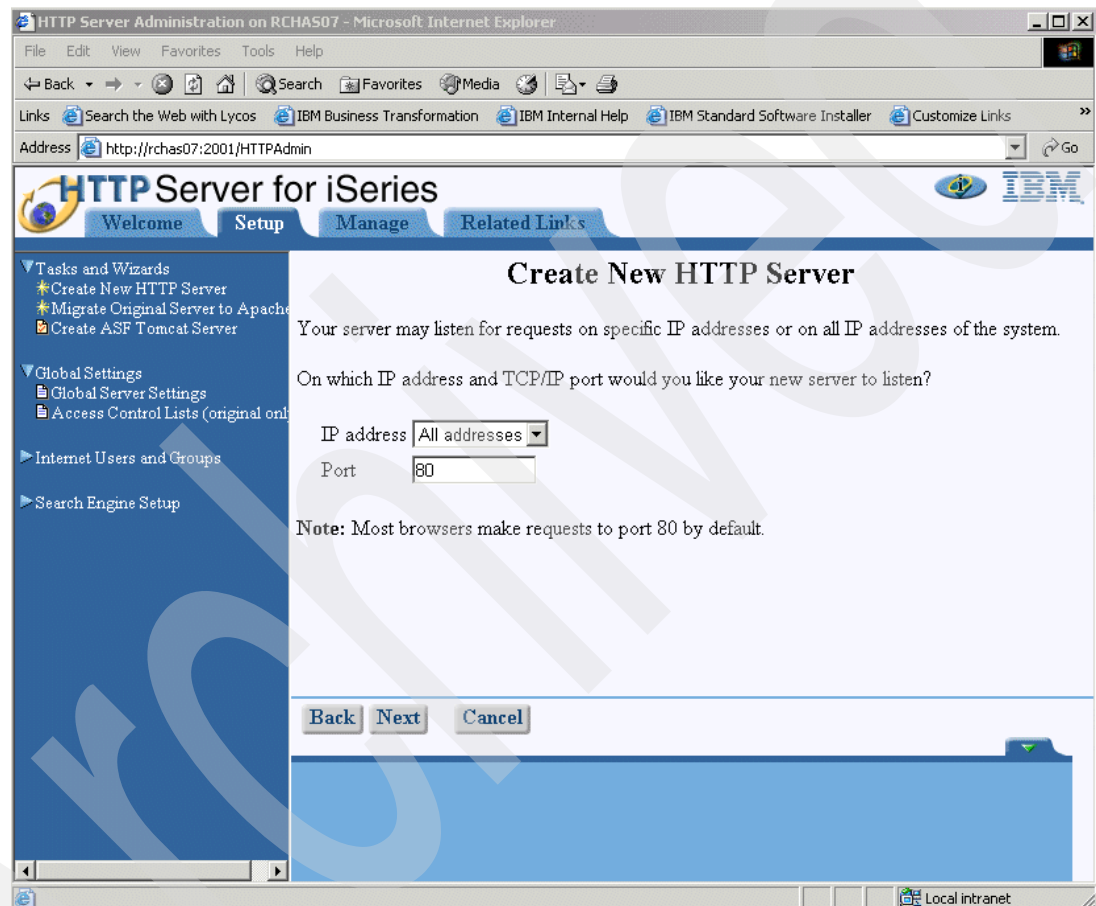 HTTP Server Administration on RCHAS07 - Microsoft Internet Explorer
File Edit View Favorites Tools Help
Back Search Favorites Media
Links Search the Web with Lycos IBM Business Transformation IBM Internal Help IBM Standard Software Installer Customize Links »
Address http://rchas07:2001/HTTPAdmin Go
HTTP Server for iSeries IBM
Welcome Setup Manage Related Links
Tasks and Wizards
Create New HTTP Server
Migrate Original Server to Apache
Create ASF Tomcat Server
Global Settings
Global Server Settings
Access Control Lists (original onl
Internet Users and Groups
Search Engine Setup
Create New HTTP Server
Your server may listen for requests on specific IP addresses or on all IP addresses of the system.
On which IP address and TCP/IP port would you like your new server to listen?
IP address All addresses
Port 80
Note: Most browsers make requests to port 80 by default.
Back Next Cancel
Local intranet